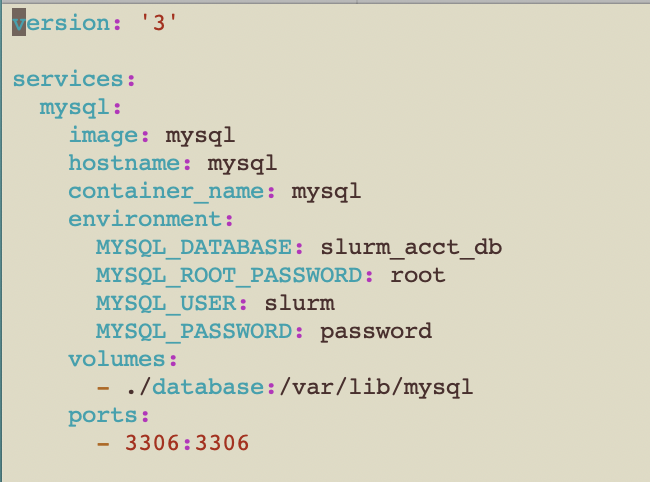 version: '3'
services:
mysql:
image: mysql
hostname: mysql
container_name: mysql
environment:
MYSQL_DATABASE: slurm_acct_db
MYSQL_ROOT_PASSWORD: root
MYSQL_USER: slurm
MYSQL_PASSWORD: password
volumes:
- ./database:/var/lib/mysql
ports:
- 3306:3306